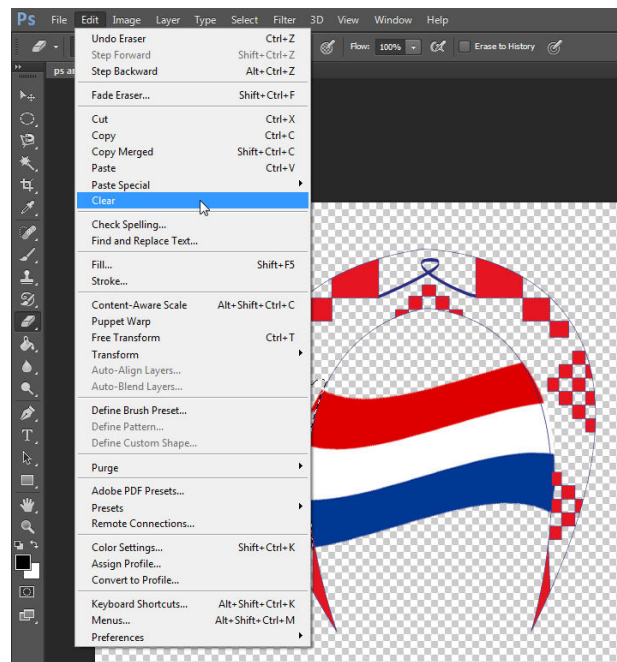 Ps File Edit Image Layer Type Select Filter 3D View Window Help
Flow: 100% Erase to History
ps a
Undo Eraser Ctrl+Z
Step Forward Shift+Ctrl+Z
Step Backward Alt+Ctrl+Z
Fade Eraser... Shift+Ctrl+F
Cut Ctrl+X
Copy Ctrl+C
Copy Merged Shift+Ctrl+C
Paste Ctrl+V
Paste Special
Clear
Check Spelling...
Find and Replace Text...
Fill... Shift+F5
Stroke...
Content-Aware Scale Alt+Shift+Ctrl+C
Puppet Warp
Free Transform Ctrl+T
Transform
Auto-Align Layers...
Auto-Blend Layers...
Define Brush Preset...
Define Pattern...
Define Custom Shape...
Purge
Adobe PDF Presets...
Presets
Remote Connections...
Color Settings... Shift+Ctrl+K
Assign Profile...
Convert to Profile...
Keyboard Shortcuts... Alt+Shift+Ctrl+K
Menus... Alt+Shift+Ctrl+M
Preferences